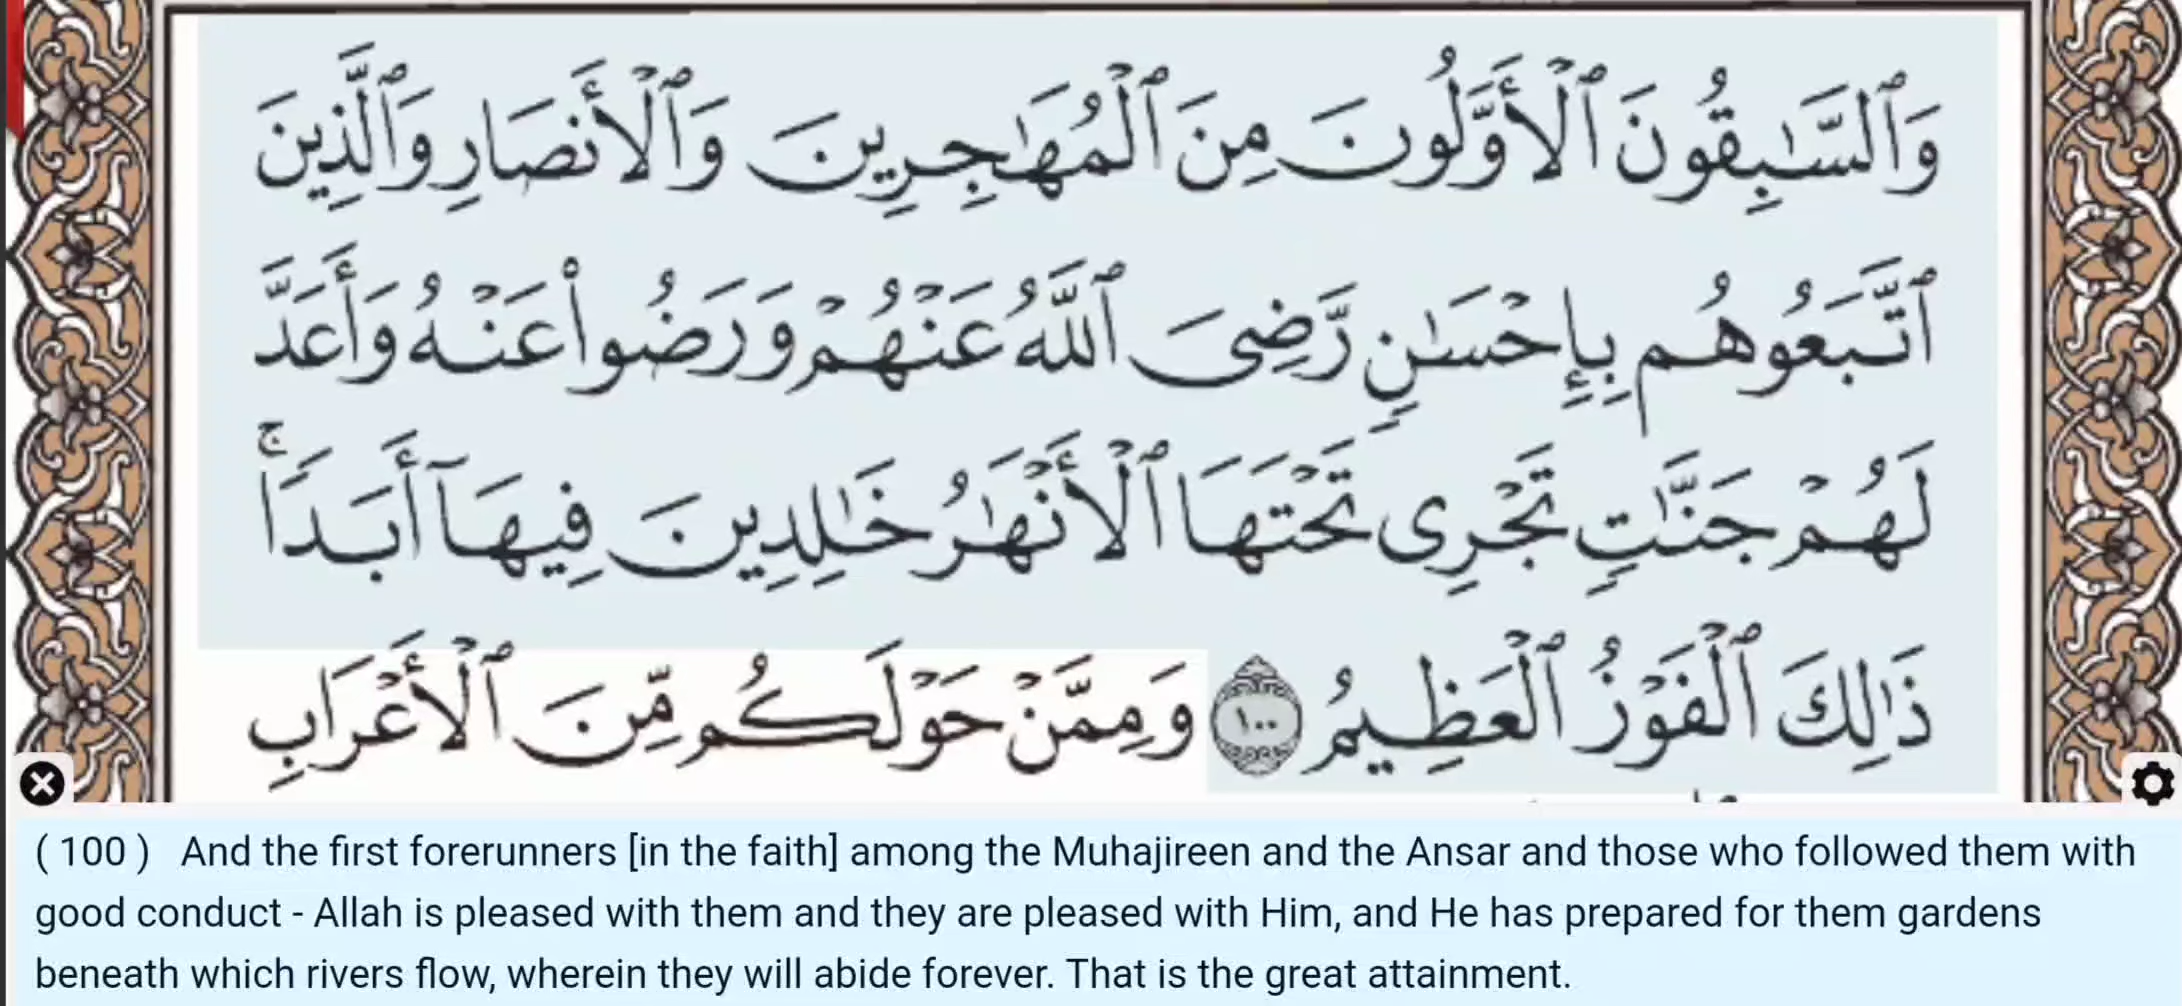 وَٱلسَّٰبِقُونَ ٱلْأَوَّلُونَ مِنَ ٱلْمُهَٰجِرِينَ وَٱلْأَنصَارِ وَٱلَّذِينَ
ٱتَّبَعُوهُم بِإِحْسَٰنٍ رَّضِىَ ٱللَّهُ عَنْهُمْ وَرَضُوا۟ عَنْهُ وَأَعَدَّ
لَهُمْ جَنَّٰتٍ تَجْرِى تَحْتَهَا ٱلْأَنْهَٰرُ خَٰلِدِينَ فِيهَآ أَبَدًا ۚ
ذَٰلِكَ ٱلْفَوْزُ ٱلْعَظِيمُ ١٠٠ وَمِمَّنْ حَوْلَكُم مِّنَ ٱلْأَعْرَابِ
( 100 ) And the first forerunners [in the faith] among the Muhajireen and the Ansar and those who followed them with
good conduct - Allah is pleased with them and they are pleased with Him, and He has prepared for them gardens
beneath which rivers flow, wherein they will abide forever. That is the great attainment.